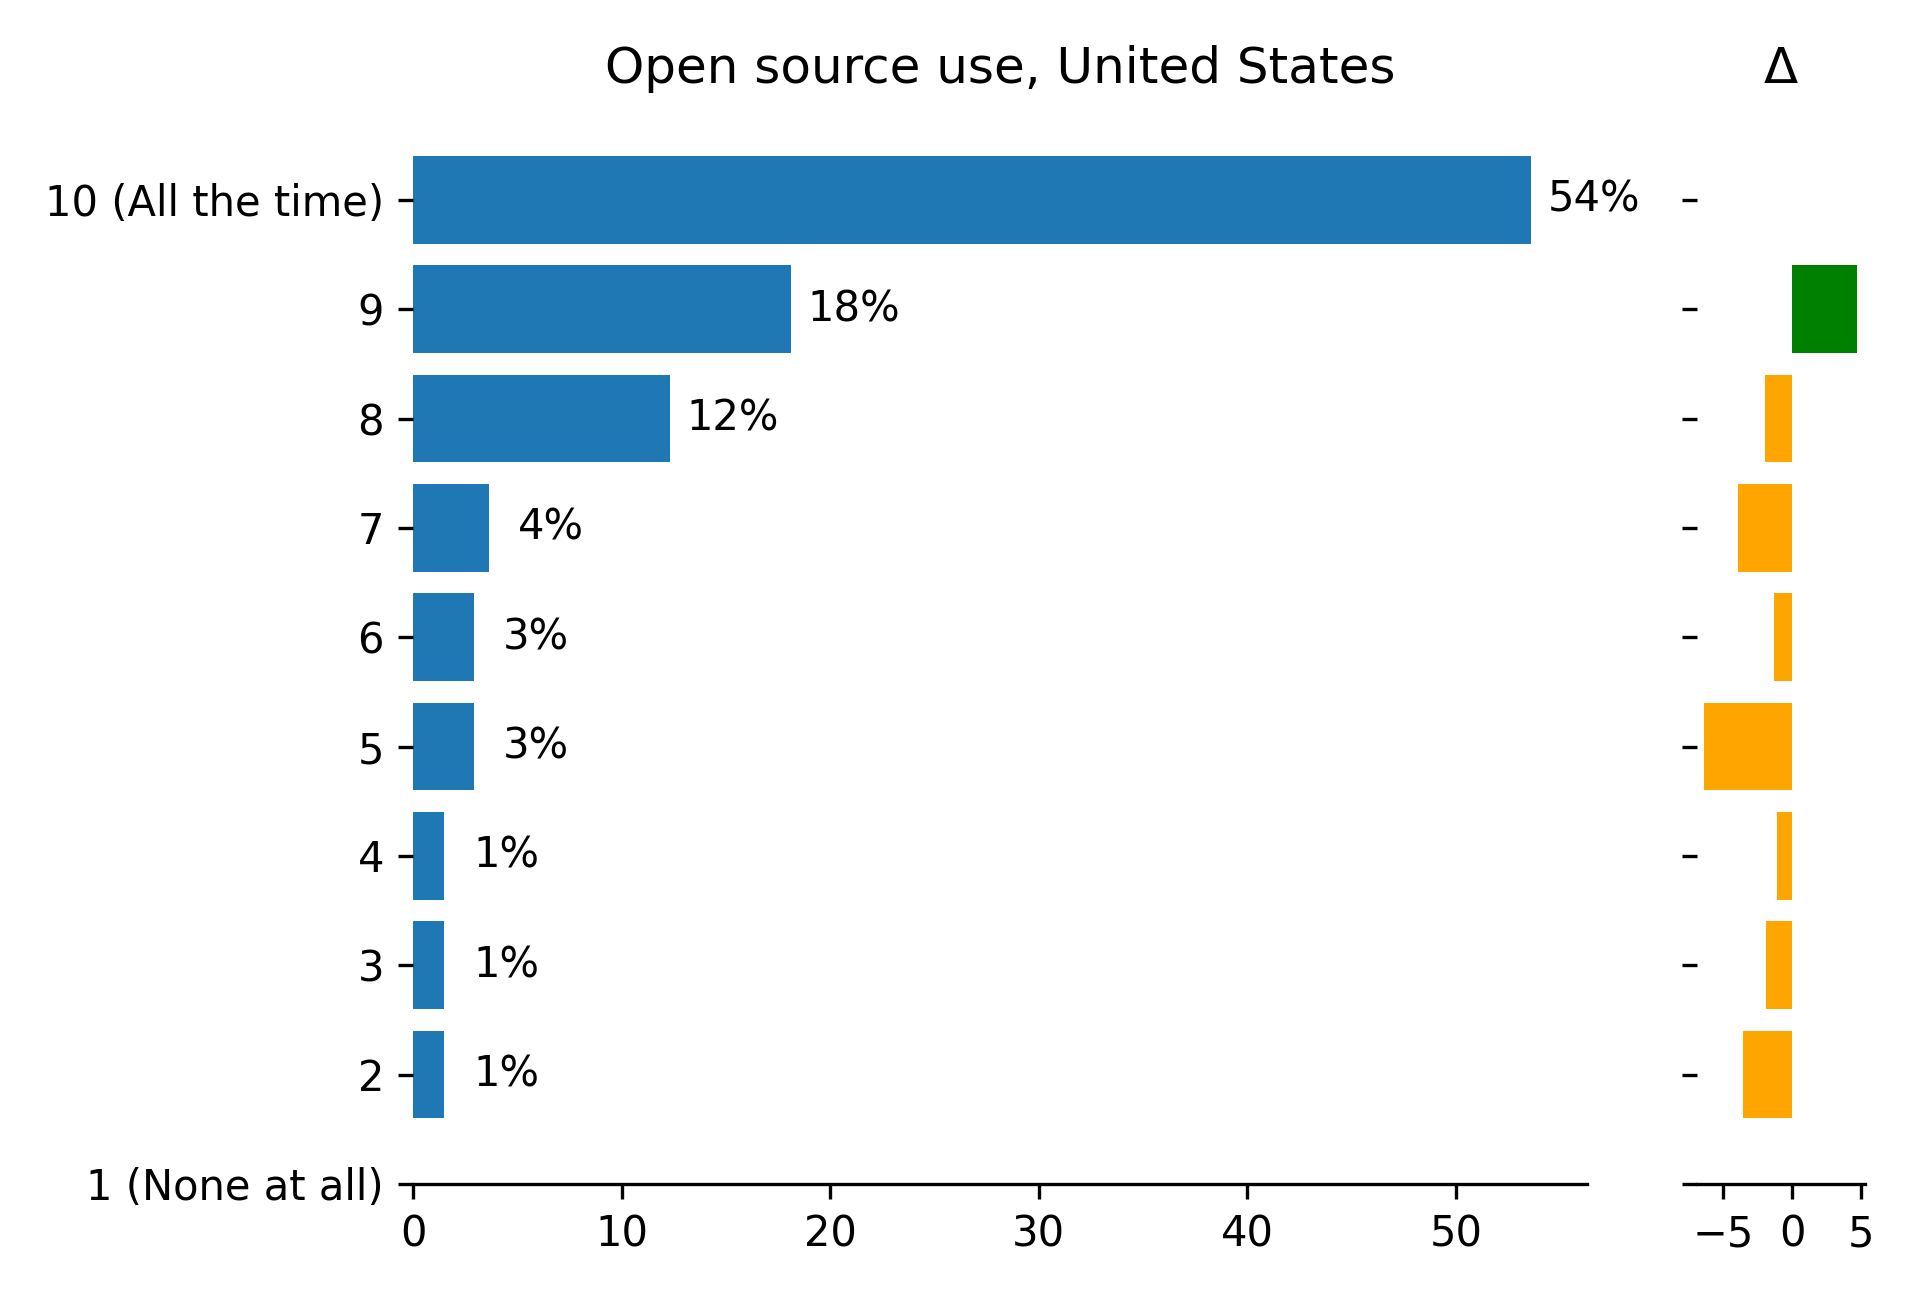 Open source use, United States
Δ
10 (All the time)
54%
9
18%
8
12%
7
4%
6
3%
5
3%
4
1%
3
1%
2
1%
1 (None at all)
0 10 20 30 40 50
−5 0 5